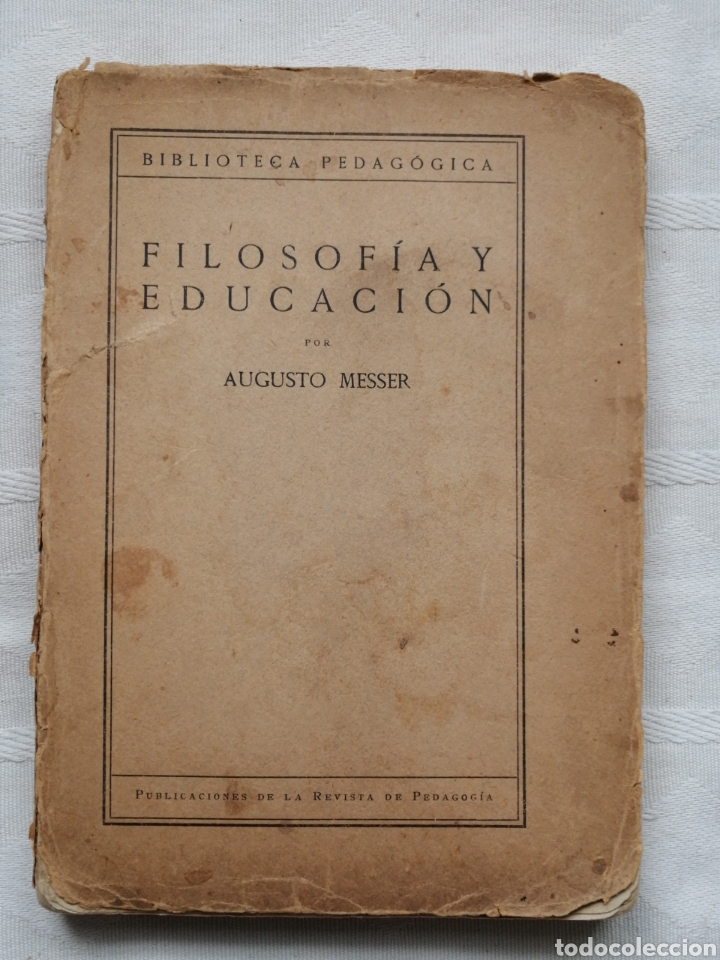 BIBLIOTECA PEDAGÓGICA
FILOSOFÍA Y
EDUCACIÓN
POR
AUGUSTO MESSER
PUBLICACIONES DE LA REVISTA DE PEDAGOGÍA
todocoleccion